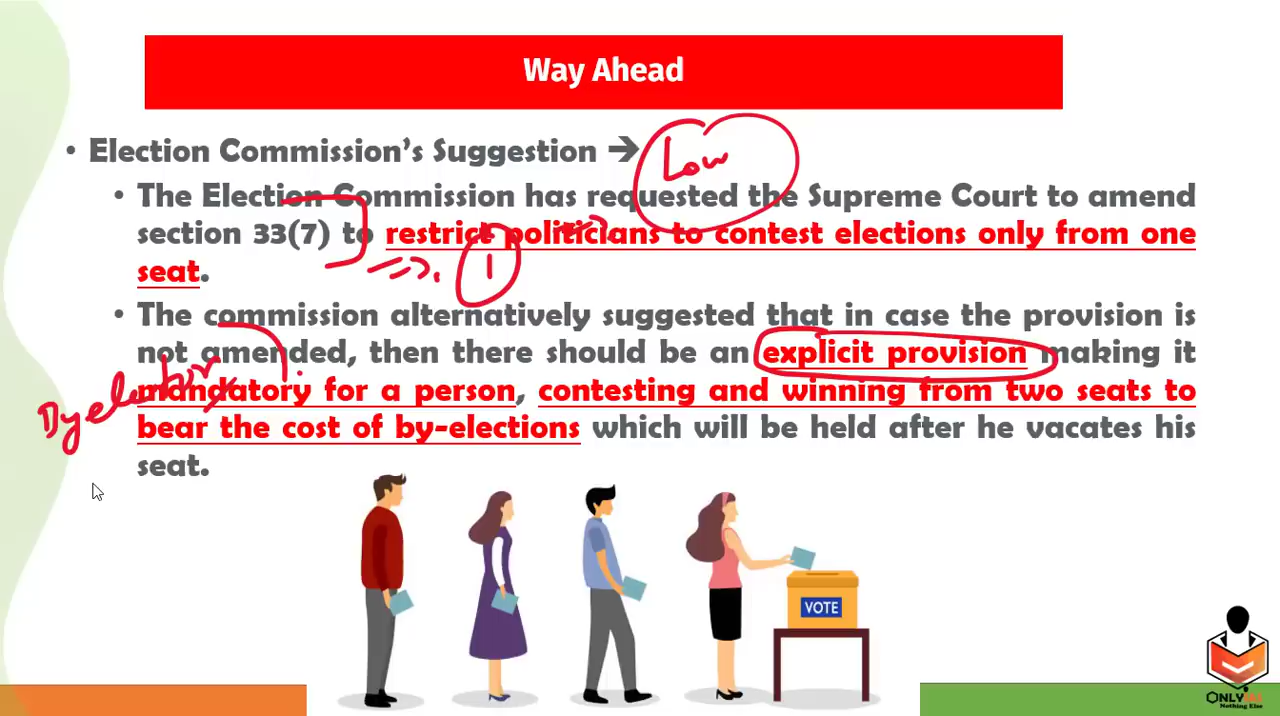 Way Ahead
• Election Commission's Suggestion → Low
• The Election Commission has requested the Supreme Court to amend
section 33(7) to restrict politicians to contest elections only from one
seat.
1
• The commission alternatively suggested that in case the provision is
not amended, then there should be an explicit provision making it
mandatory for a person, contesting and winning from two seats to
bear the cost of by-elections which will be held after he vacates his
seat.
VOTE
Nothing Else